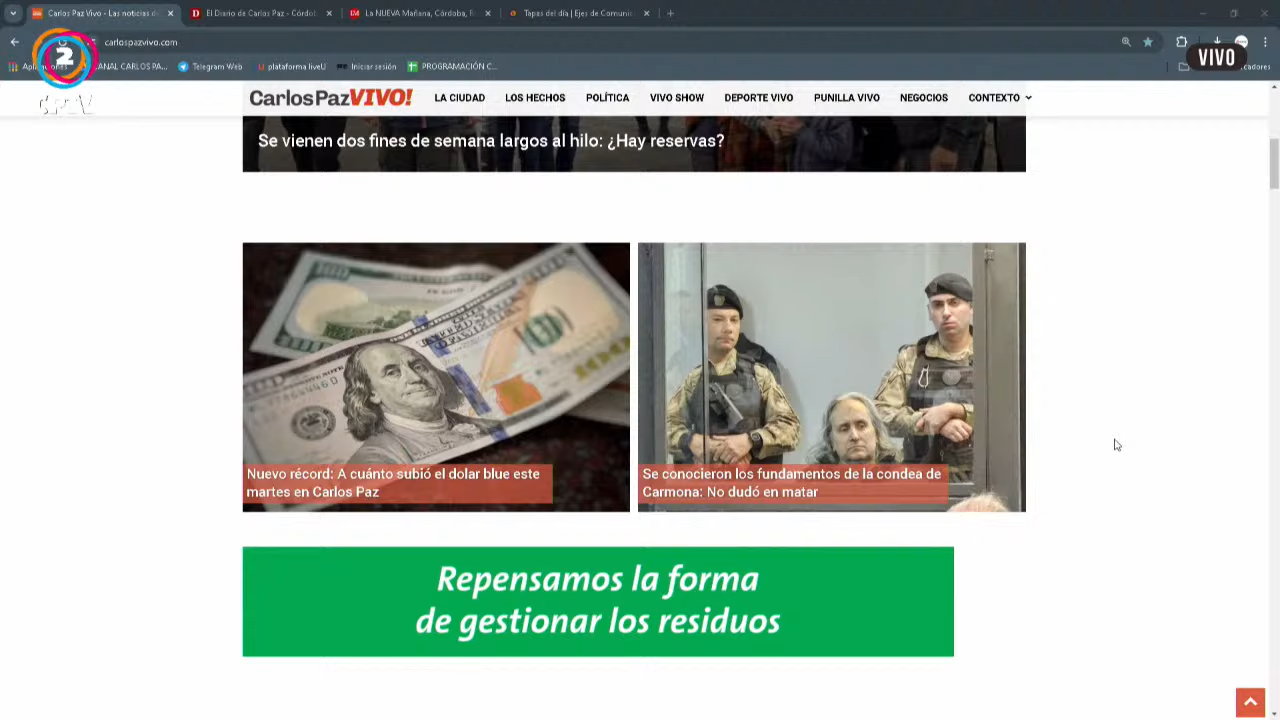 Carlos Paz Vivo - Las noticias d
El Diario de Carlos Paz - Córdob
La NUEVA Mañana, Córdoba,
Tapas del día | Ejes de Comunic
carlospazvivo.com
Telegram Web
plataforma liveU
Iniciar sesión
PROGRAMACIÓN C...
2
CPTV
VIVO
CarlosPazVIVO!
LA CIUDAD
LOS HECHOS
POLÍTICA
VIVO SHOW
DEPORTE VIVO
PUNILLA VIVO
NEGOCIOS
CONTEXTO
Se vienen dos fines de semana largos al hilo: ¿Hay reservas?
Nuevo récord: A cuánto subió el dolar blue este
martes en Carlos Paz
Se conocieron los fundamentos de la condea de
Carmona: No dudó en matar
Repensamos la forma
de gestionar los residuos